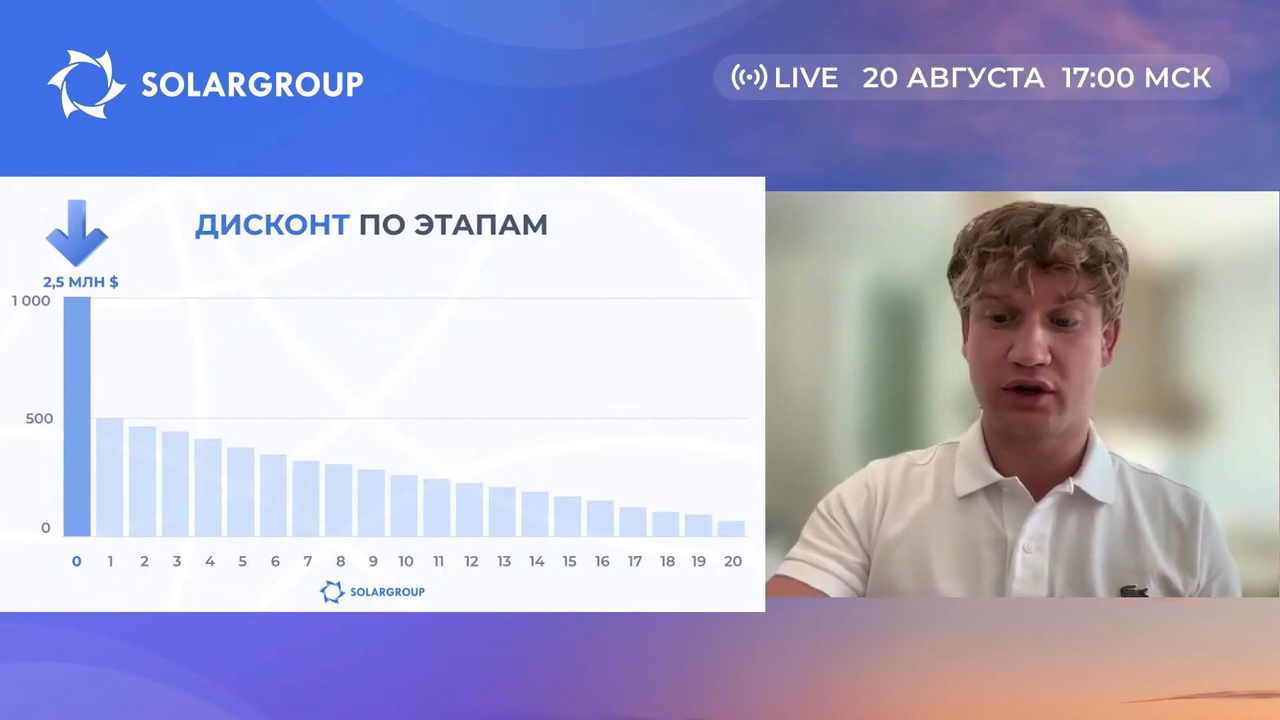 SOLARGROUP
LIVE 20 АВГУСТА 17:00 МСК
ДИСКОНТ ПО ЭТАПАМ
2,5 МЛН $
1 000
500
0
0 1 2 3 4 5 6 7 8 9 10 11 12 13 14 15 16 17 18 19 20
SOLARGROUP